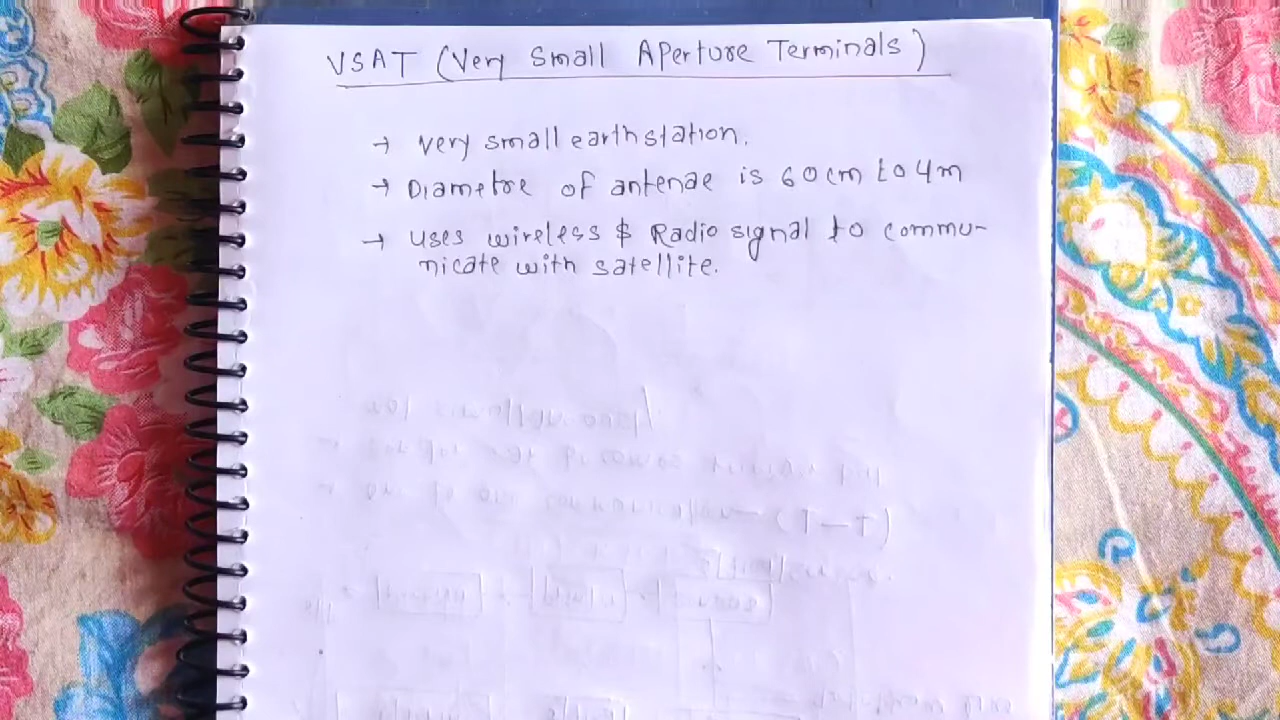 VSAT (Very Small Aperture Terminals)
→ very small earth station.
→ Diametre of antenae is 60cm to 4m
→ uses wireless & Radio signal to commu-
nicate with satellite.